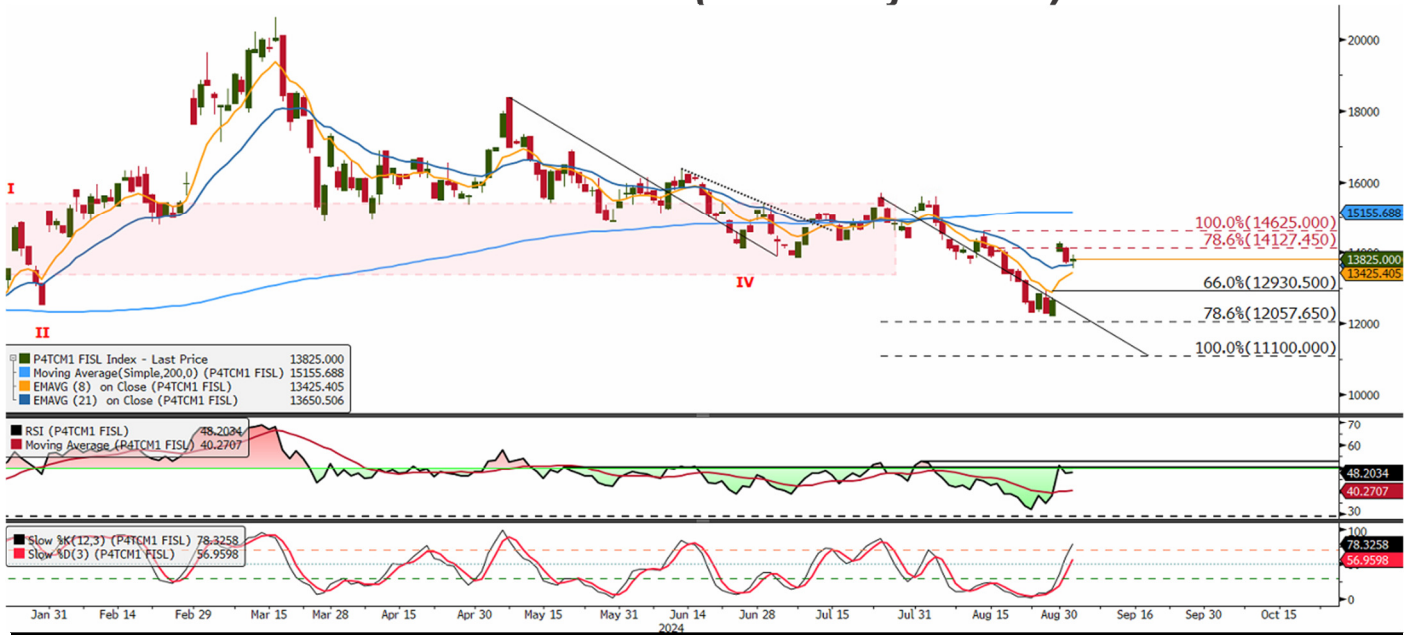 20000
18000
I
16000
15155.688
100.0%(14625.000)
78.6%(14127.450)
14000
13825.000
13425.405
IV
66.0%(12930.500)
II
78.6%(12057.650)
12000
100.0%(11100.000)
10000
P4TCM1 FISL Index - Last Price 13825.000
Moving Average(Simple,200,0) (P4TCM1 FISL) 15155.688
EMAVG (8) on Close (P4TCM1 FISL) 13425.405
EMAVG (21) on Close (P4TCM1 FISL) 13650.506
RSI (P4TCM1 FISL) 48.2034
Moving Average (P4TCM1 FISL) 40.2707
70
60
48.2034
40.2707
30
Slow %K(12,3) (P4TCM1 FISL) 78.3258
Slow %D(3) (P4TCM1 FISL) 56.9598
100
78.3258
56.9598
0
Jan 31 Feb 14 Feb 29 Mar 15 Mar 28 Apr 15 Apr 30 May 15 May 31 Jun 14 Jun 28 Jul 15 Jul 31 Aug 15 Aug 30 Sep 16 Sep 30 Oct 15
2024